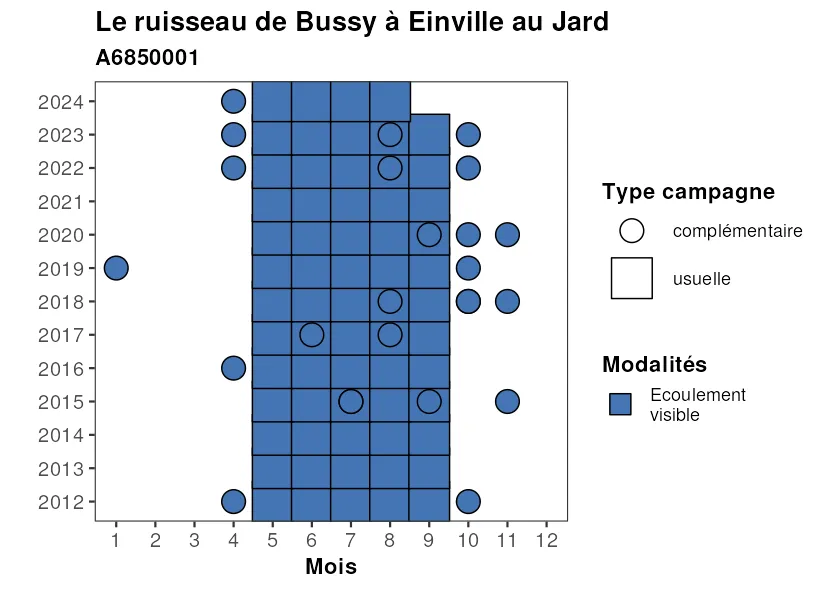 Le ruisseau de Bussy à Einville au Jard
A6850001
2024
2023
2022
2021
2020
2019
2018
2017
2016
2015
2014
2013
2012
1 2 3 4 5 6 7 8 9 10 11 12
Mois
Type campagne
complémentaire
usuelle
Modalités
Ecoulement
visible